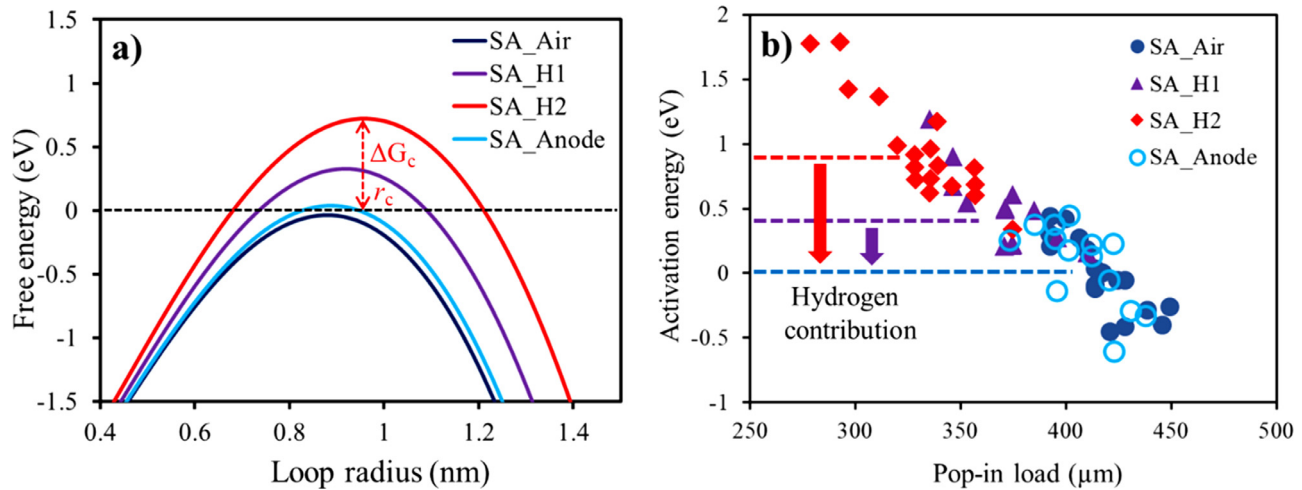 a)
SA_Air
SA_H1
SA_H2
SA_Anode
ΔGc
rc
Free energy (eV)
1.5
1
0.5
0
-0.5
-1
-1.5
0.4
0.6
0.8
1
1.2
1.4
Loop radius (nm)
b)
SA_Air
SA_H1
SA_H2
SA_Anode
Hydrogen
contribution
Activation energy (eV)
2
1.5
1
0.5
0
-0.5
-1
250
300
350
400
450
500
Pop-in load (µm)